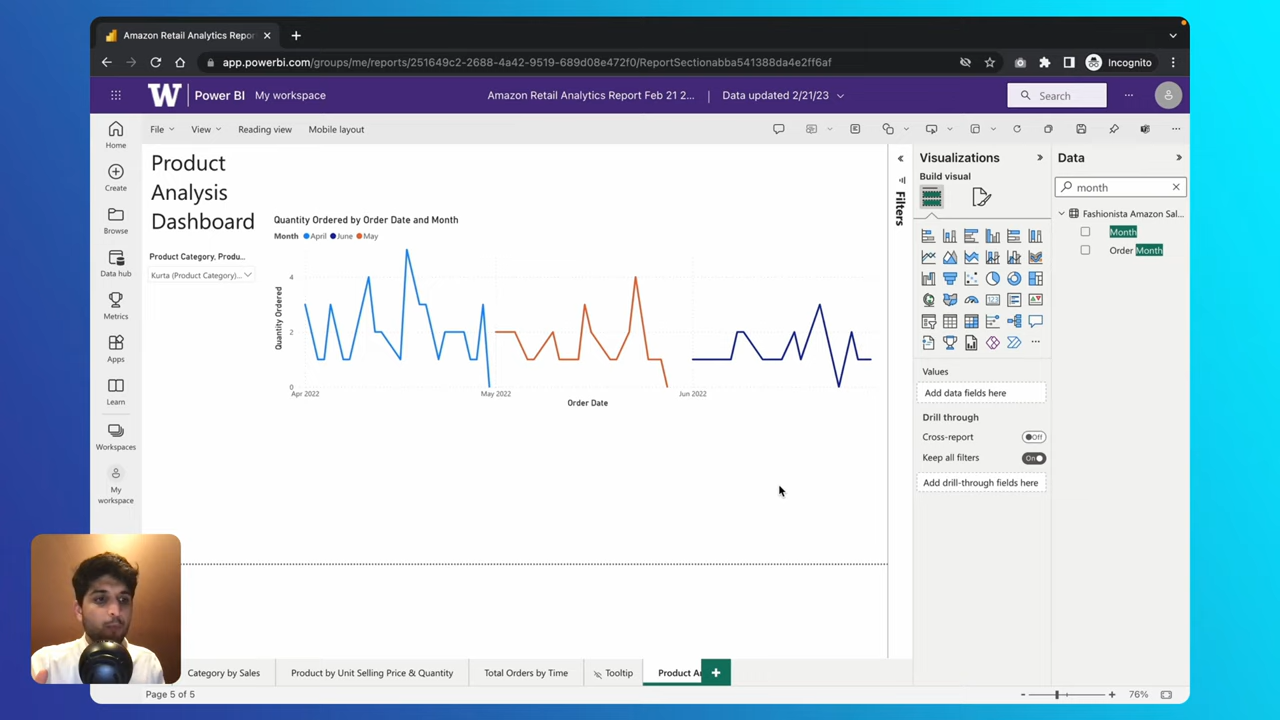 Amazon Retail Analytics Repor
app.powerbi.com/groups/me/reports/251649c2-2688-4a42-9519-689d08e472f0/ReportSectionabba541388da4e2ff6af
Incognito
W
Power BI
My workspace
Amazon Retail Analytics Report Feb 21 2...
Data updated 2/21/23
Search
Home
Create
Browse
Data hub
Metrics
Apps
Learn
Workspaces
My
workspace
File
View
Reading view
Mobile layout
Product
Analysis
Dashboard
Product Category, Produ...
Kurta (Product Category)...
Quantity Ordered by Order Date and Month
Month April June May
Quantity Ordered
4
2
0
Apr 2022
May 2022
Jun 2022
Order Date
Filters
Visualizations
Build visual
Values
Add data fields here
Drill through
Cross-report
Off
Keep all filters
On
Add drill-through fields here
Data
month
Fashionista Amazon Sal...
Month
Order Month
Category by Sales
Product by Unit Selling Price & Quantity
Total Orders by Time
Tooltip
Product A
Page 5 of 5
- + 76%